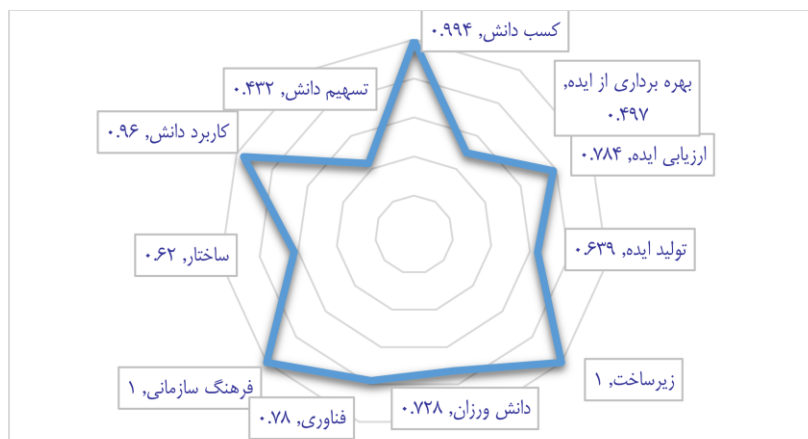 کسب دانش, ۰.۹۹۴
بهره برداری از ایده,
۰.۴۹۷
ارزیابی ایده, ۰.۷۸۴
تولید ایده, ۰.۶۳۹
زیرساخت, ۱
دانش ورزان, ۰.۷۲۸
فناوری, ۰.۷۸
فرهنگ سازمانی, ۱
ساختار, ۰.۶۲
کاربرد دانش, ۰.۹۶
تسهیم دانش, ۰.۴۳۲